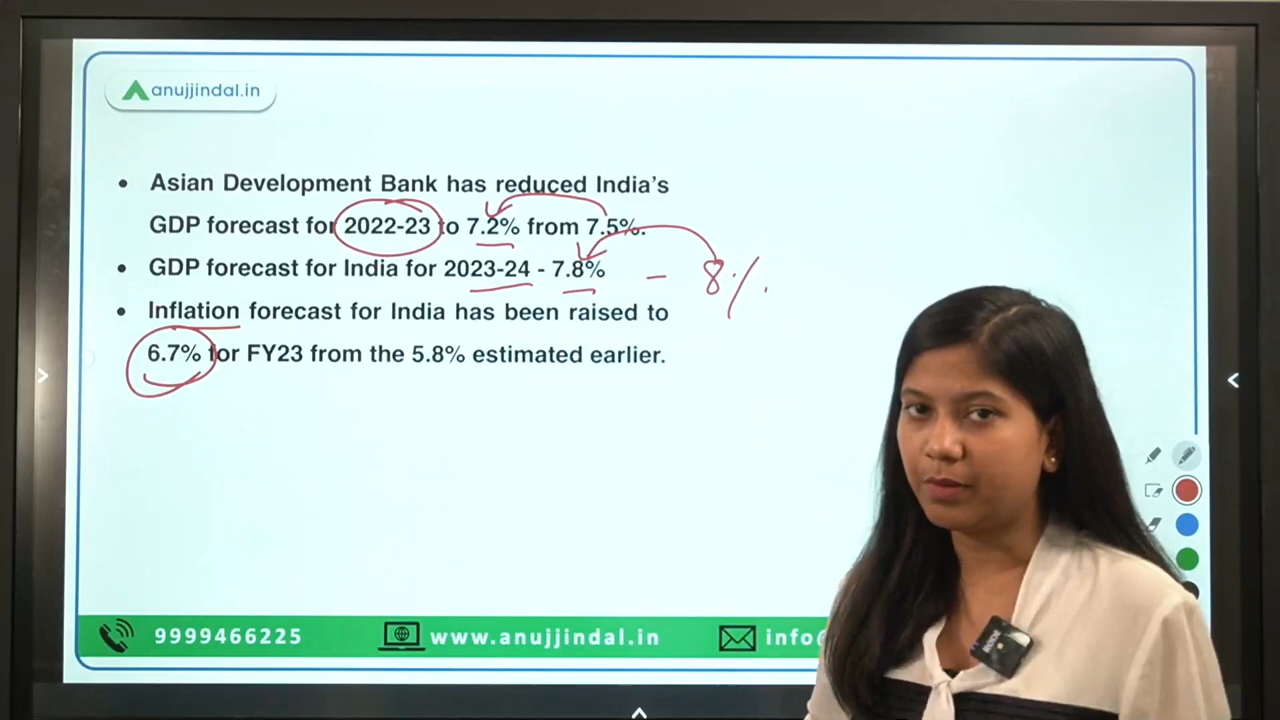 anujjindal.in
• Asian Development Bank has reduced India's
GDP forecast for 2022-23 to 7.2% from 7.5%.
• GDP forecast for India for 2023-24 - 7.8% – 8%
• Inflation forecast for India has been raised to
6.7% for FY23 from the 5.8% estimated earlier.
9999466225 www.anujjindal.in info@